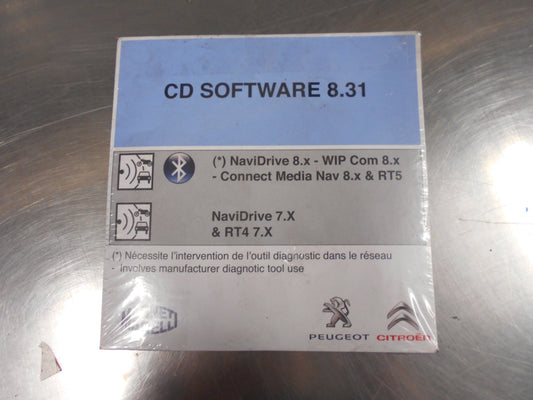 CD SOFTWARE 8.31
(*) NaviDrive 8.x - WIP Com 8.x
- Connect Media Nav 8.x & RT5
NaviDrive 7.X
& RT4 7.X
(*) Nécessite l'intervention de l'outil diagnostic dans le réseau
- Involves manufacturer diagnotic tool use
PEUGEOT CITROËN